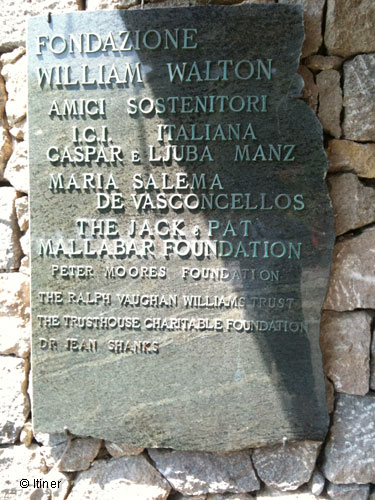 FONDAZIONE
WILLIAM WALTON
AMICI SOSTENITORI
I.C.I. ITALIANA
CASPAR E LJUBA MANZ
MARIA SALEMA
DE VASCONCELLOS
THE JACK & PAT
MALLABAR FOUNDATION
PETER MOORES FOUNDATION
THE RALPH VAUGHAN WILLIAMS TRUST
THE TRUSTHOUSE CHARITABLE FOUNDATION
DR JEAN SHANKS
© Itiner